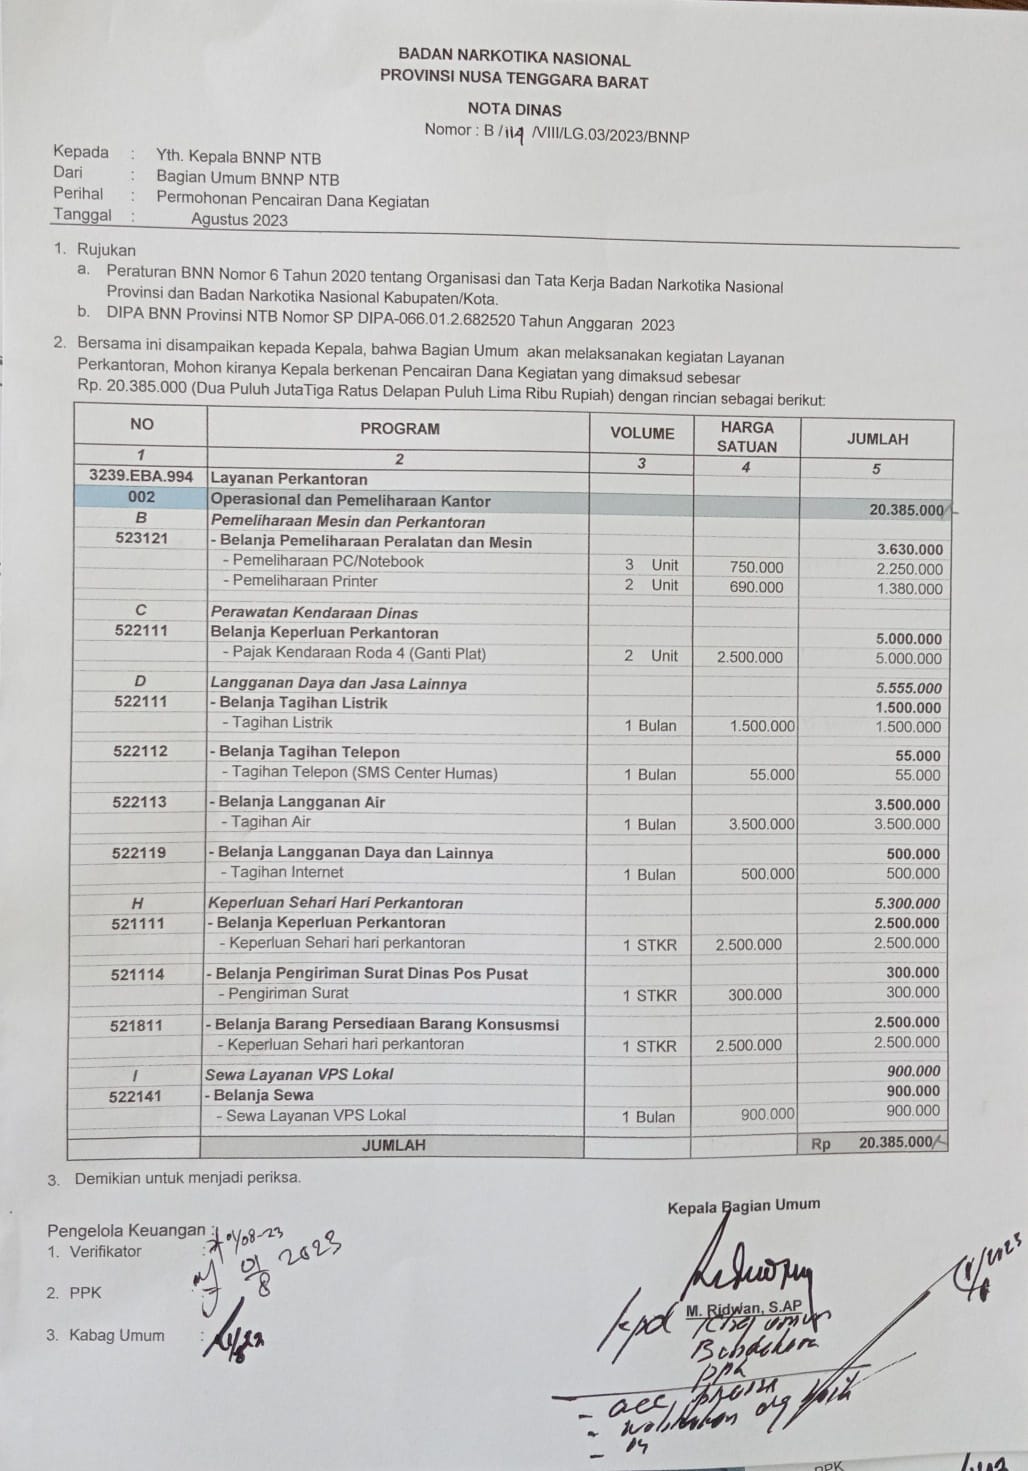 BADAN NARKOTIKA NASIONAL
PROVINSI NUSA TENGGARA BARAT
NOTA DINAS
Nomor : B / 119 /VIII/LG.03/2023/BNNP
Kepada : Yth. Kepala BNNP NTB
Dari : Bagian Umum BNNP NTB
Perihal : Permohonan Pencairan Dana Kegiatan
Tanggal : Agustus 2023
1. Rujukan
a. Peraturan BNN Nomor 6 Tahun 2020 tentang Organisasi dan Tata Kerja Badan Narkotika Nasional
Provinsi dan Badan Narkotika Nasional Kabupaten/Kota.
b. DIPA BNN Provinsi NTB Nomor SP DIPA-066.01.2.682520 Tahun Anggaran 2023
2. Bersama ini disampaikan kepada Kepala, bahwa Bagian Umum akan melaksanakan kegiatan Layanan
Perkantoran, Mohon kiranya Kepala berkenan Pencairan Dana Kegiatan yang dimaksud sebesar
Rp. 20.385.000 (Dua Puluh JutaTiga Ratus Delapan Puluh Lima Ribu Rupiah) dengan rincian sebagai berikut:
NO PROGRAM VOLUME HARGA SATUAN JUMLAH
1 2 3 4 5
3239.EBA.994 Layanan Perkantoran
002 Operasional dan Pemeliharaan Kantor 20.385.000
B Pemeliharaan Mesin dan Perkantoran
523121 - Belanja Pemeliharaan Peralatan dan Mesin 3.630.000
- Pemeliharaan PC/Notebook 3 Unit 750.000 2.250.000
- Pemeliharaan Printer 2 Unit 690.000 1.380.000
C Perawatan Kendaraan Dinas
522111 Belanja Keperluan Perkantoran 5.000.000
- Pajak Kendaraan Roda 4 (Ganti Plat) 2 Unit 2.500.000 5.000.000
D Langganan Daya dan Jasa Lainnya 5.555.000
522111 - Belanja Tagihan Listrik 1.500.000
- Tagihan Listrik 1 Bulan 1.500.000 1.500.000
522112 - Belanja Tagihan Telepon 55.000
- Tagihan Telepon (SMS Center Humas) 1 Bulan 55.000 55.000
522113 - Belanja Langganan Air 3.500.000
- Tagihan Air 1 Bulan 3.500.000 3.500.000
522119 - Belanja Langganan Daya dan Lainnya 500.000
- Tagihan Internet 1 Bulan 500.000 500.000
H Keperluan Sehari Hari Perkantoran 5.300.000
521111 - Belanja Keperluan Perkantoran 2.500.000
- Keperluan Sehari hari perkantoran 1 STKR 2.500.000 2.500.000
521114 - Belanja Pengiriman Surat Dinas Pos Pusat 300.000
- Pengiriman Surat 1 STKR 300.000 300.000
521811 - Belanja Barang Persediaan Barang Konsusmsi 2.500.000
- Keperluan Sehari hari perkantoran 1 STKR 2.500.000 2.500.000
I Sewa Layanan VPS Lokal 900.000
522141 - Belanja Sewa 900.000
- Sewa Layanan VPS Lokal 1 Bulan 900.000 900.000
JUMLAH Rp 20.385.000
3. Demikian untuk menjadi periksa.
Kepala Bagian Umum
Pengelola Keuangan :
1. Verifikator :
01/8 2023
2. PPK :
M. Ridwan, S.AP
3. Kabag Umum :
kpd
Bendahara
PPK
- acc
PPK